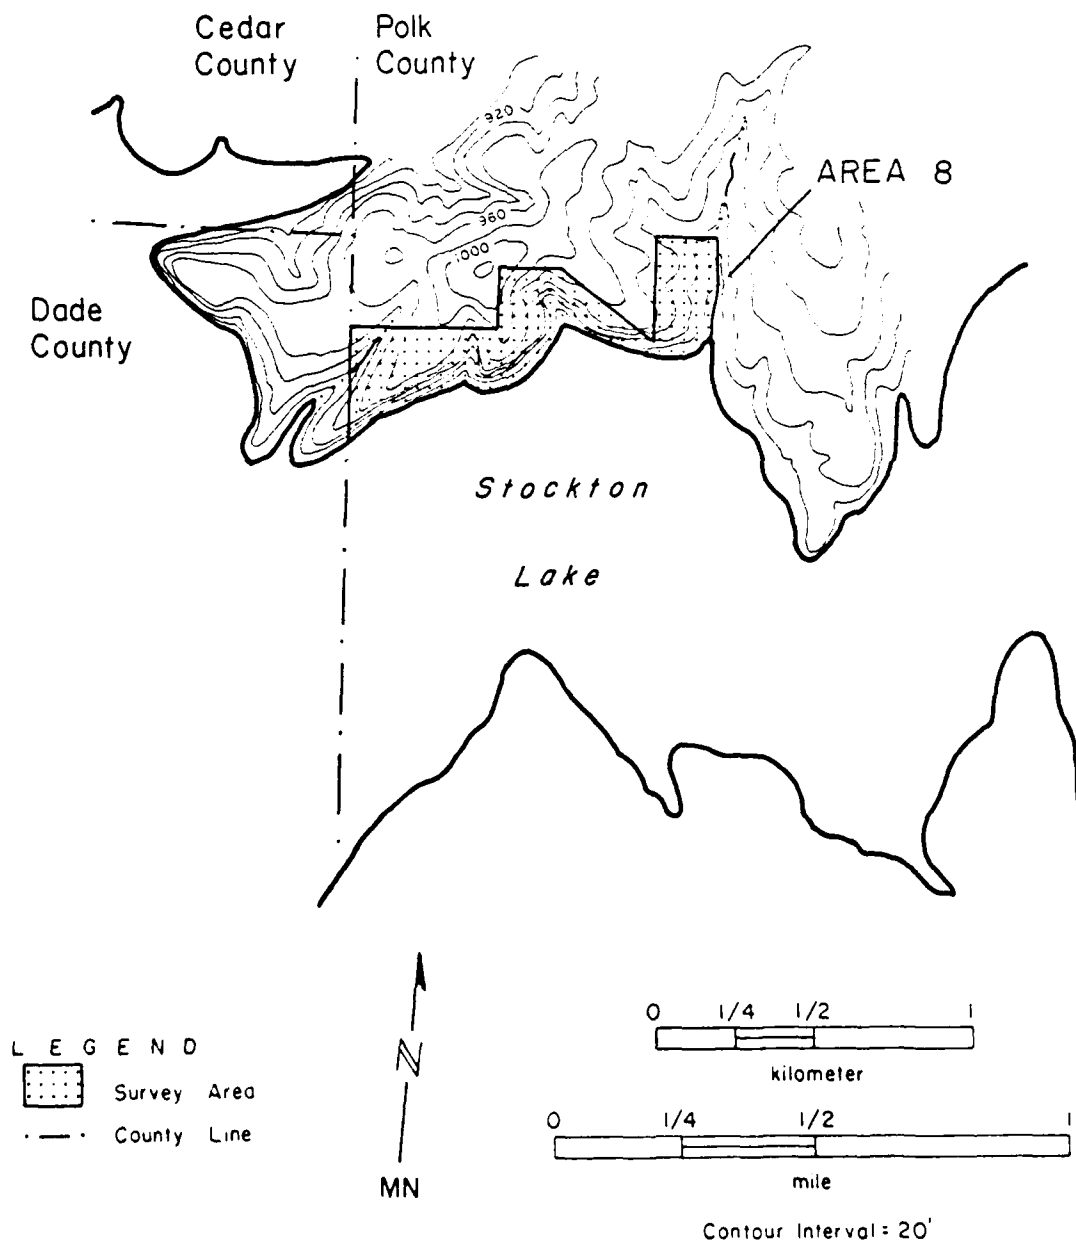 Cedar
County
Polk
County
920
AREA 8
960
1000
Dade
County
Stockton
Lake
0 1/4 1/2 1
kilometer
LEGEND
Survey Area
County Line
N
0 1/4 1/2 1
mile
MN
Contour Interval = 20'